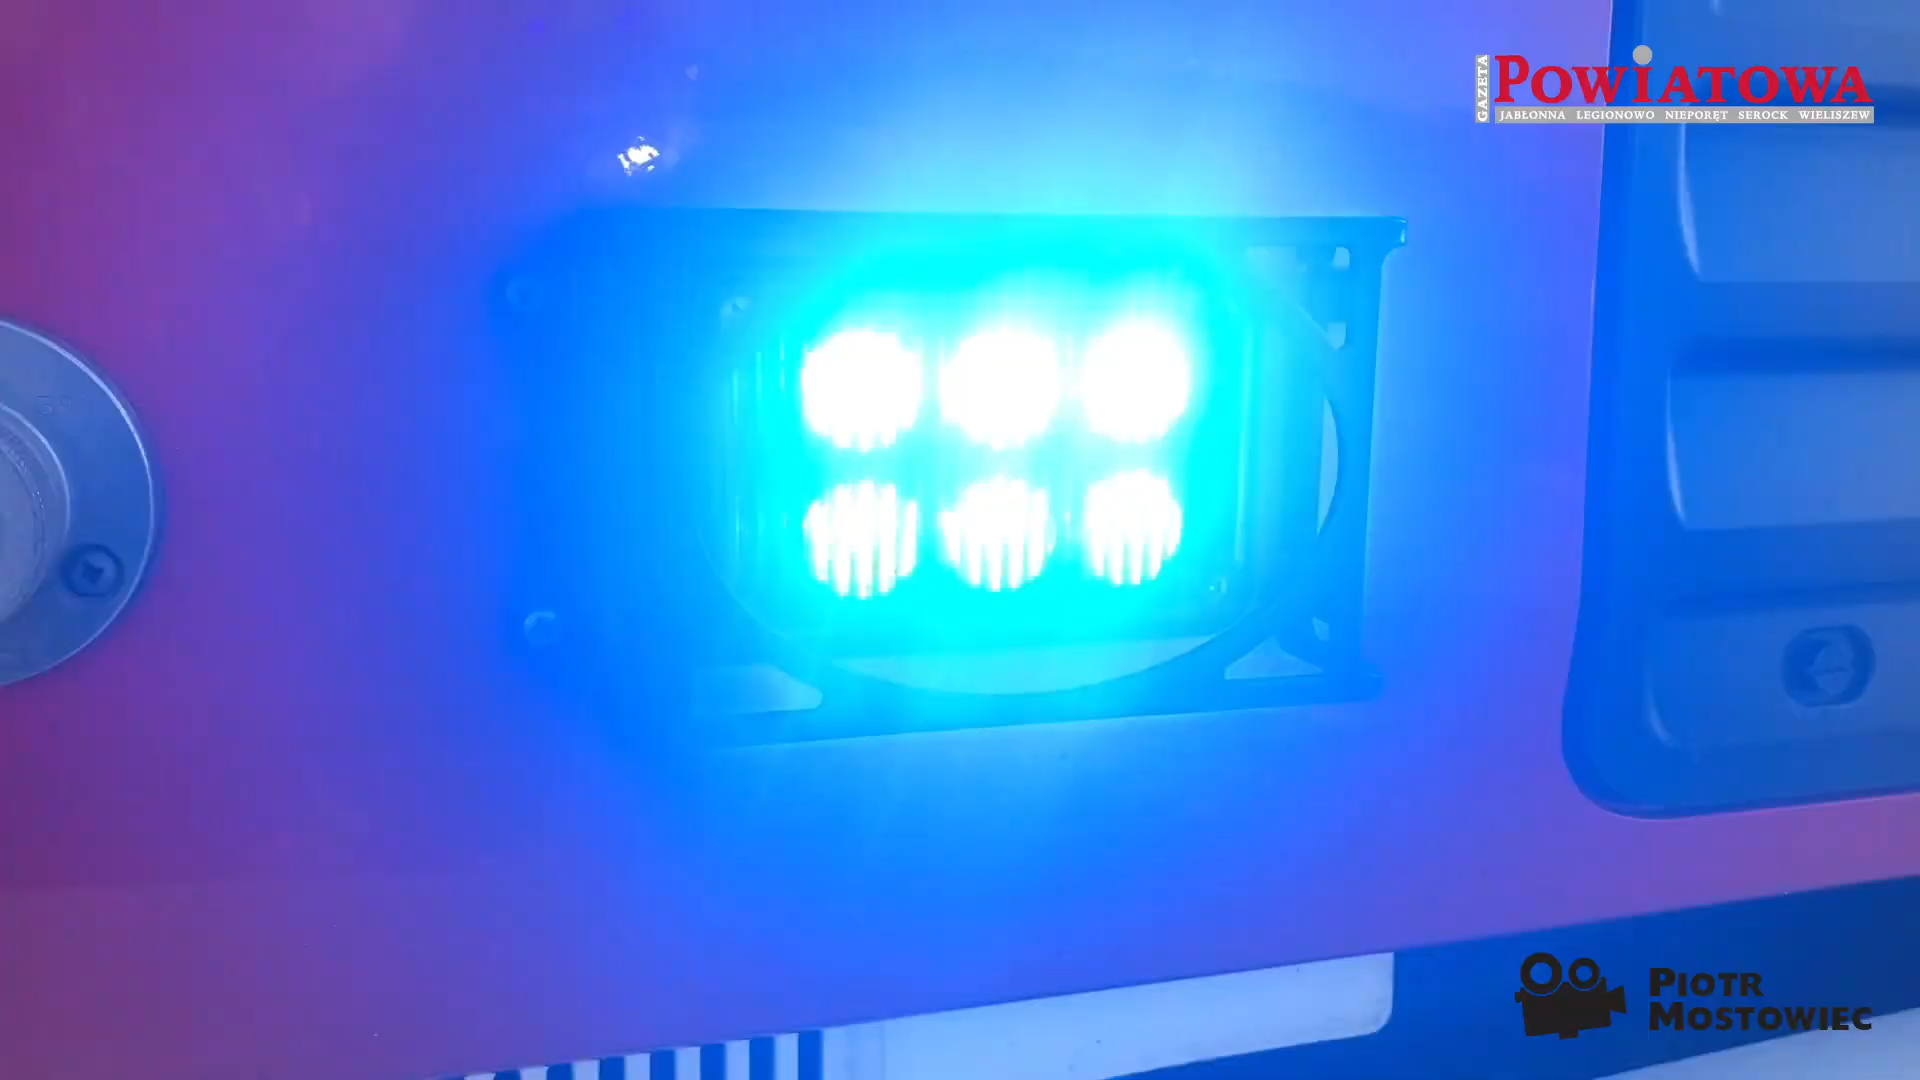 GAZETA
POWIATOWA
JABŁONNA LEGIONOWO NIEPORĘT SEROCK WIELISZEW
PIOTR
MOSTOWIEC